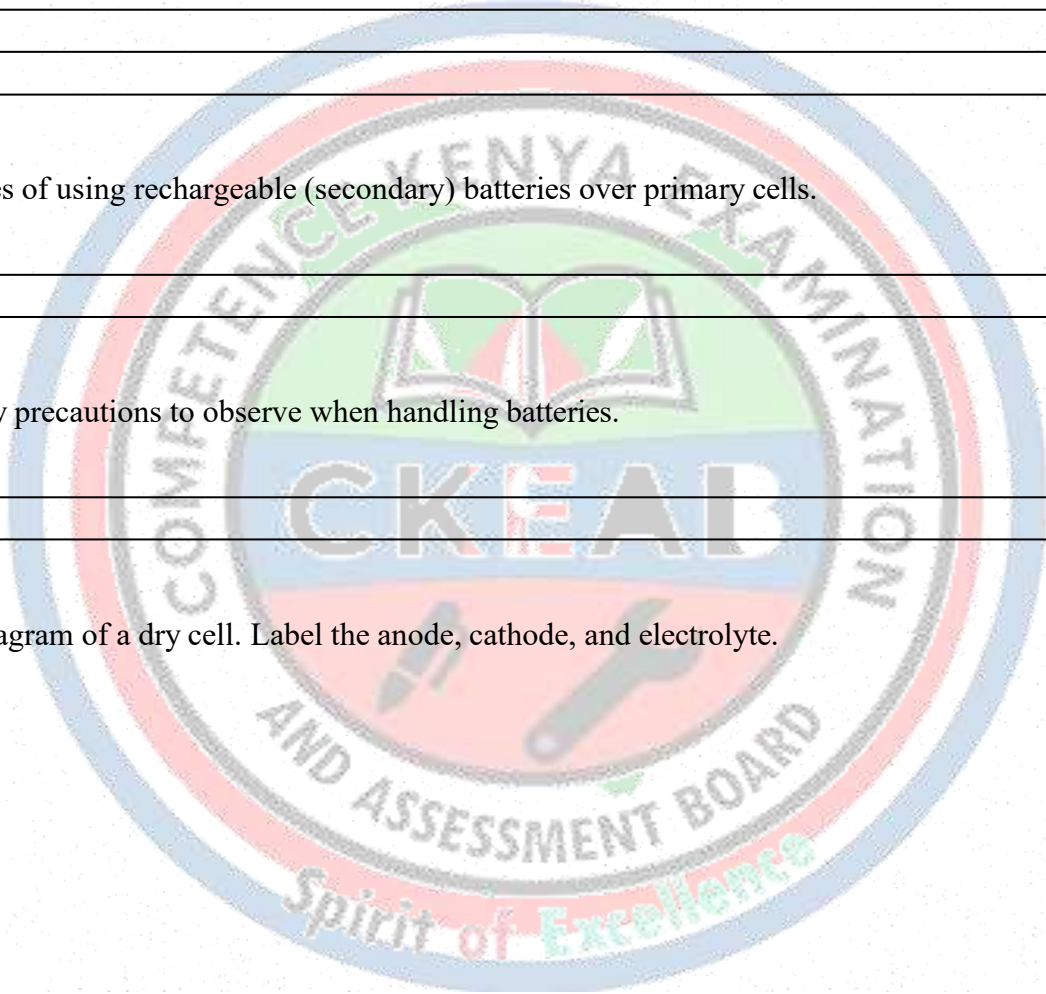 COMPETENCE KENYA EXAMINATION
es of using rechargeable (secondary) batteries over primary cells.
y precautions to observe when handling batteries.
CKEAB
agram of a dry cell. Label the anode, cathode, and electrolyte.
AND ASSESSMENT BOARD
Spirit of Excellence